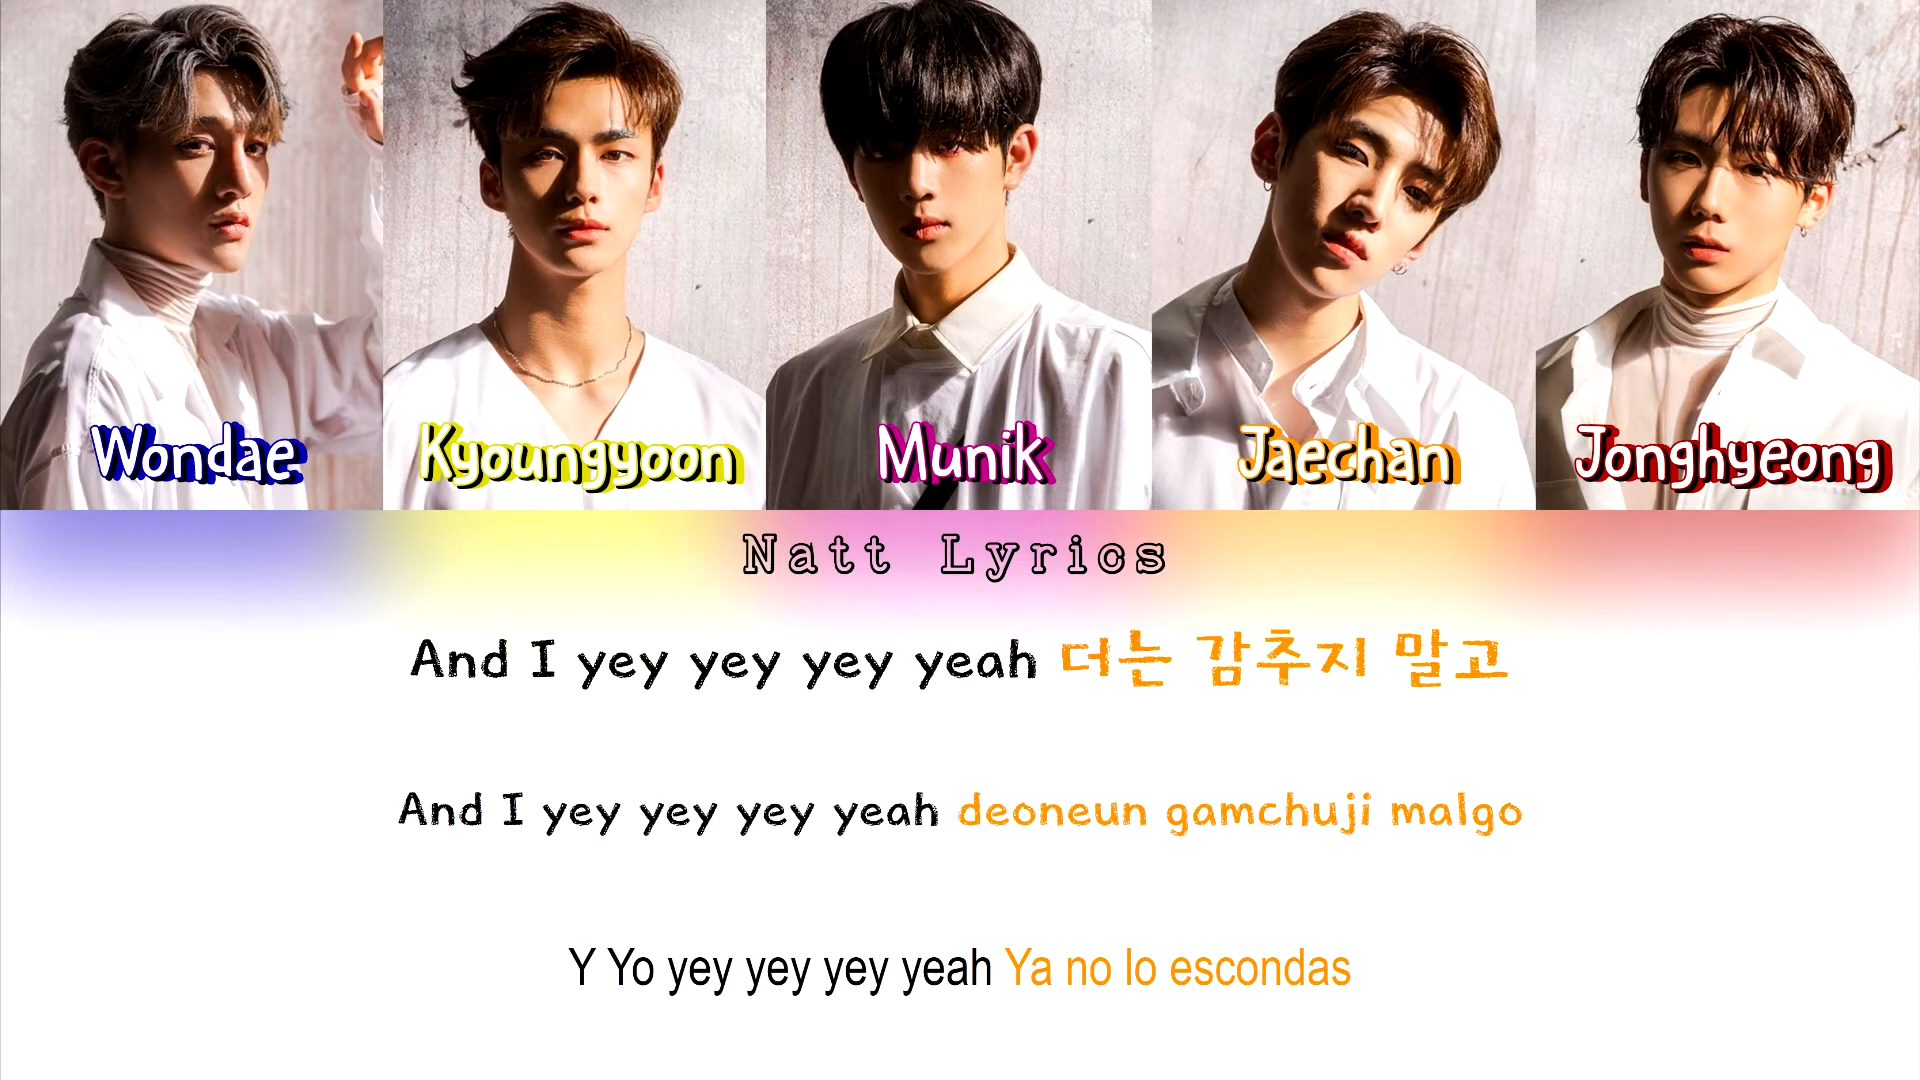 Wondae Kyoungyoon Munik Jaechan Jonghyeong
Natt Lyrics
And I yey yey yey yeah 더는 감추지 말고
And I yey yey yey yeah deoneun gamchuji malgo
Y Yo yey yey yey yeah Ya no lo escondas